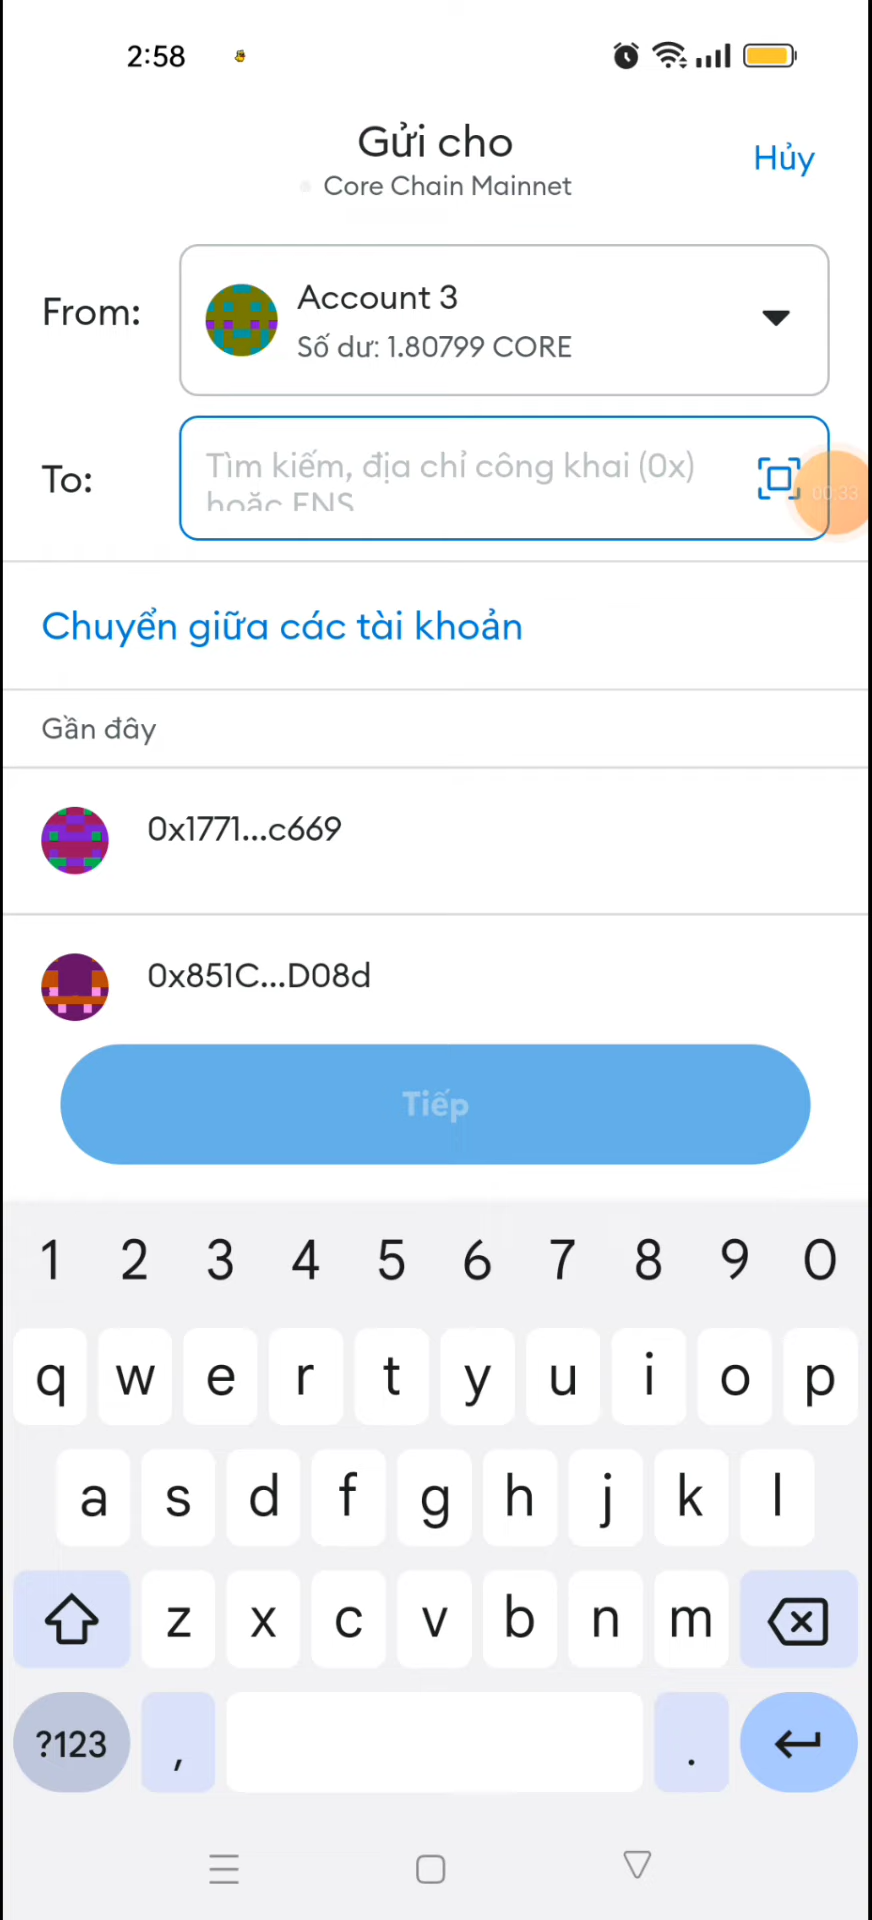 2:58
Gửi cho
Hủy
Core Chain Mainnet
From:
Account 3
Số dư: 1.80799 CORE
To:
Tìm kiếm, địa chỉ công khai (0x)
hoặc ENS
00:33
Chuyển giữa các tài khoản
Gần đây
0x1771...c669
0x851C...D08d
Tiếp
1 2 3 4 5 6 7 8 9 0
q w e r t y u i o p
a s d f g h j k l
z x c v b n m
?123 , .